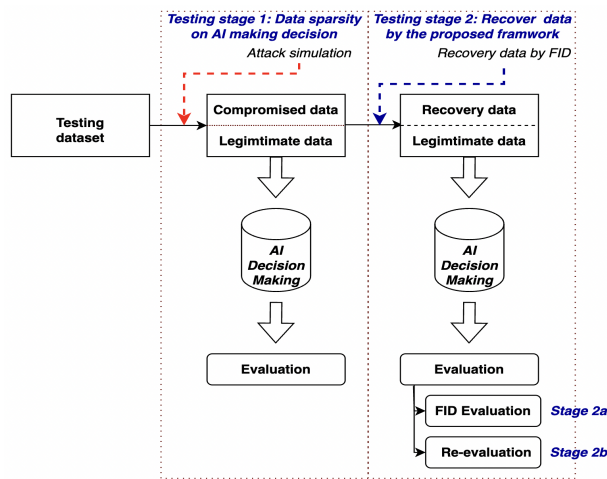 Testing stage 1: Data sparsity
on AI making decision
Attack simulation
Testing stage 2: Recover data
by the proposed framwork
Recovery data by FID
Testing
dataset
Compromised data
Legimtimate data
Recovery data
Legimtimate data
AI
Decision
Making
AI
Decision
Making
Evaluation
Evaluation
FID Evaluation
Stage 2a
Re-evaluation
Stage 2b